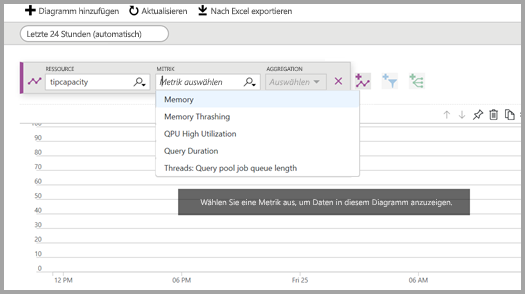 Diagramm hinzufügen Aktualisieren Nach Excel exportieren
Letzte 24 Stunden (automatisch)
RESSOURCE METRIK AGGREGATION
tipcapacity Metrik auswählen Auswählen
Memory
Memory Thrashing
QPU High Utilization
Query Duration
Threads: Query pool job queue length
100
90
80
70
60
50
Wählen Sie eine Metrik aus, um Daten in diesem Diagramm anzuzeigen.
40
30
20
10
0
12 PM 06 PM Fri 25 06 AM